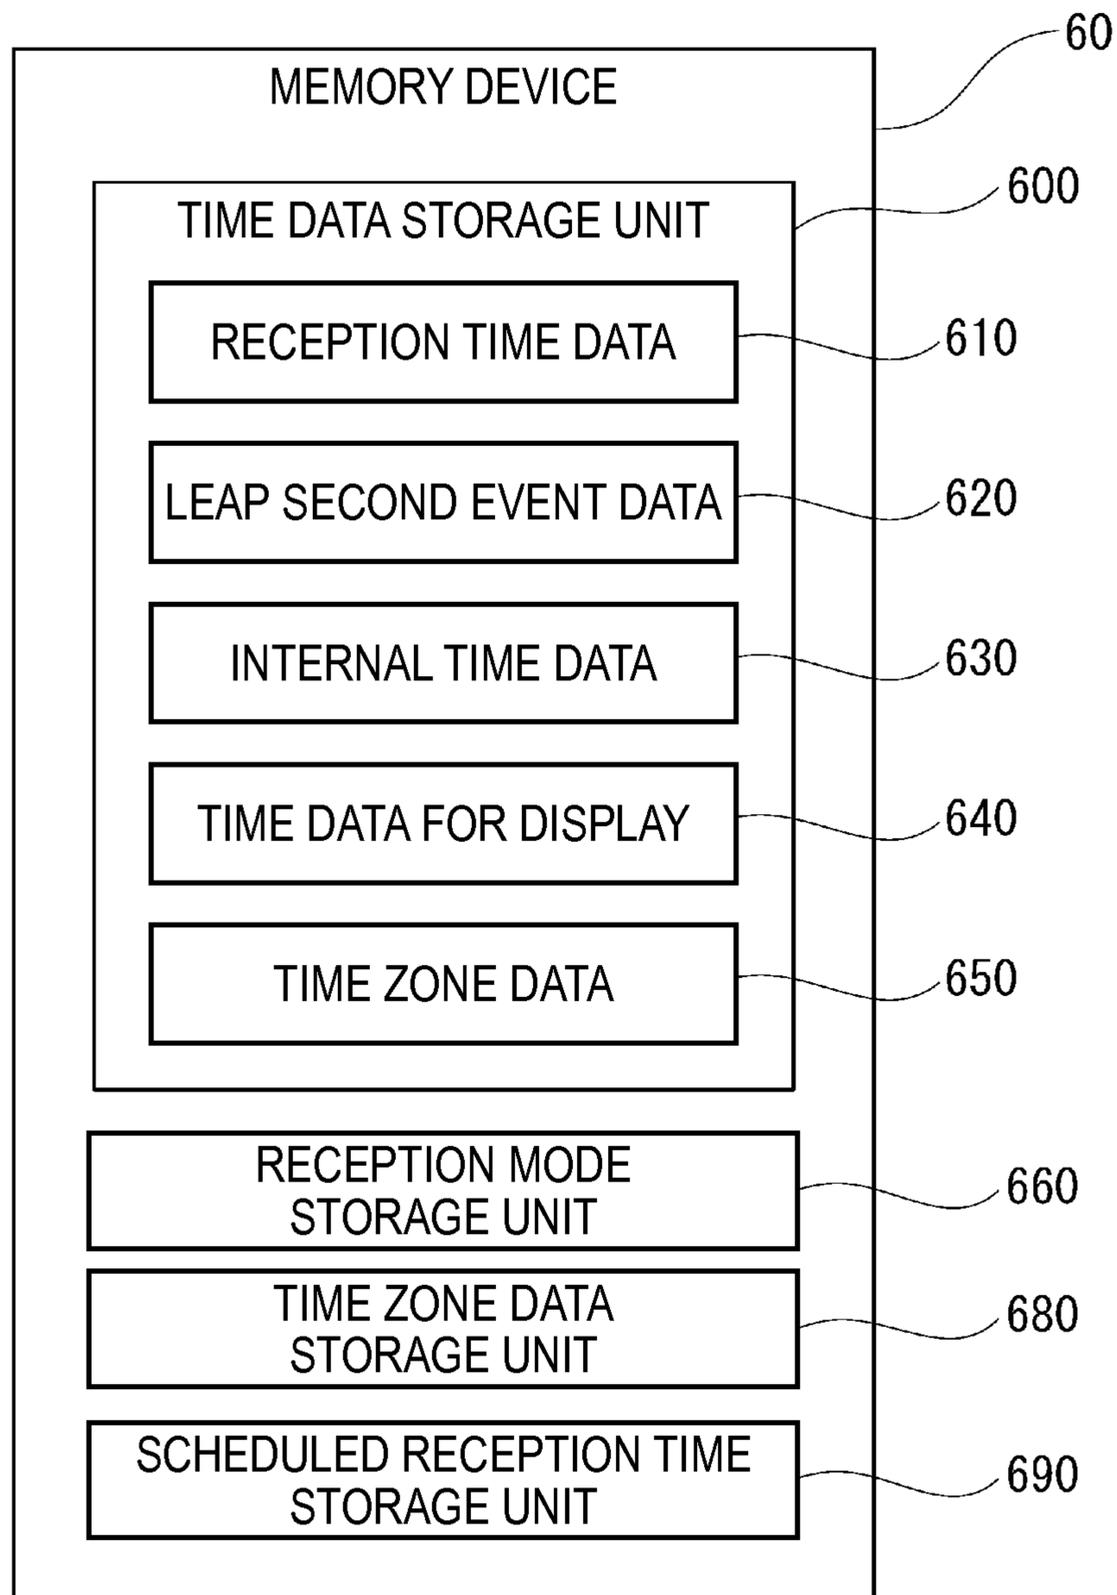 60
MEMORY DEVICE
600
TIME DATA STORAGE UNIT
RECEPTION TIME DATA
610
LEAP SECOND EVENT DATA
620
INTERNAL TIME DATA
630
TIME DATA FOR DISPLAY
640
TIME ZONE DATA
650
RECEPTION MODE
STORAGE UNIT
660
TIME ZONE DATA
STORAGE UNIT
680
SCHEDULED RECEPTION TIME
STORAGE UNIT
690